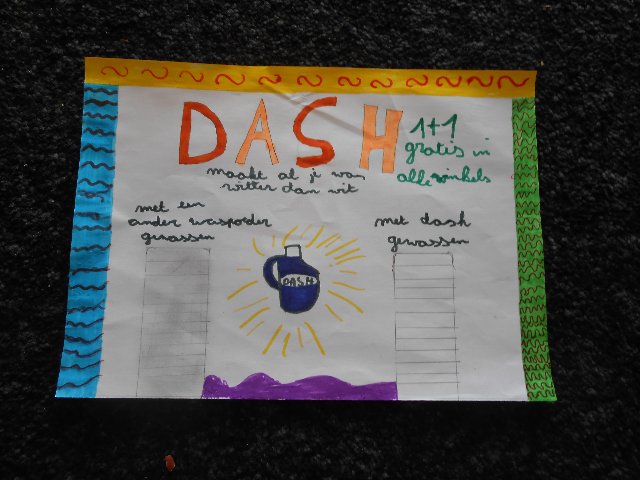 DASH
1+1
gratis in
alle winkels
maakt al je was
witter dan wit
met een
ander waspoeder
gewassen
met dash
gewassen
DASH